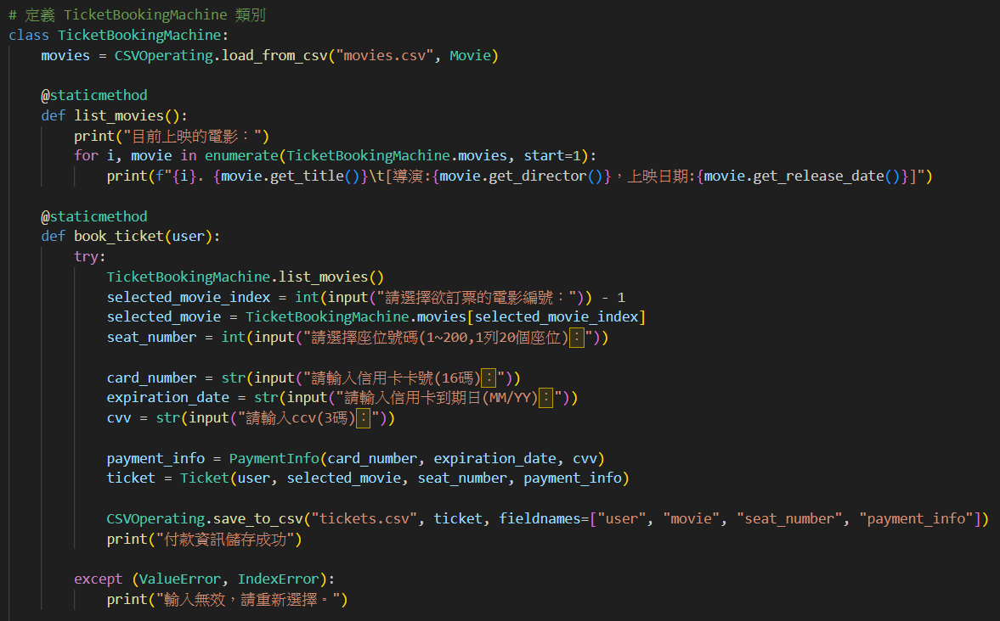 # 定義 TicketBookingMachine 類別
class TicketBookingMachine:
    movies = CSVOperating.load_from_csv("movies.csv", Movie)

    @staticmethod
    def list_movies():
        print("目前上映的電影：")
        for i, movie in enumerate(TicketBookingMachine.movies, start=1):
            print(f"{i}. {movie.get_title()}\t[導演:{movie.get_director()}，上映日期:{movie.get_release_date()}]")

    @staticmethod
    def book_ticket(user):
        try:
            TicketBookingMachine.list_movies()
            selected_movie_index = int(input("請選擇欲訂票的電影編號：")) - 1
            selected_movie = TicketBookingMachine.movies[selected_movie_index]
            seat_number = int(input("請選擇座位號碼(1~200,1列20個座位)："))

            card_number = str(input("請輸入信用卡卡號(16碼)："))
            expiration_date = str(input("請輸入信用卡到期日(MM/YY)："))
            cvv = str(input("請輸入ccv(3碼)："))

            payment_info = PaymentInfo(card_number, expiration_date, cvv)
            ticket = Ticket(user, selected_movie, seat_number, payment_info)

            CSVOperating.save_to_csv("tickets.csv", ticket, fieldnames=["user", "movie", "seat_number", "payment_info"])
            print("付款資訊儲存成功")

        except (ValueError, IndexError):
            print("輸入無效，請重新選擇。")